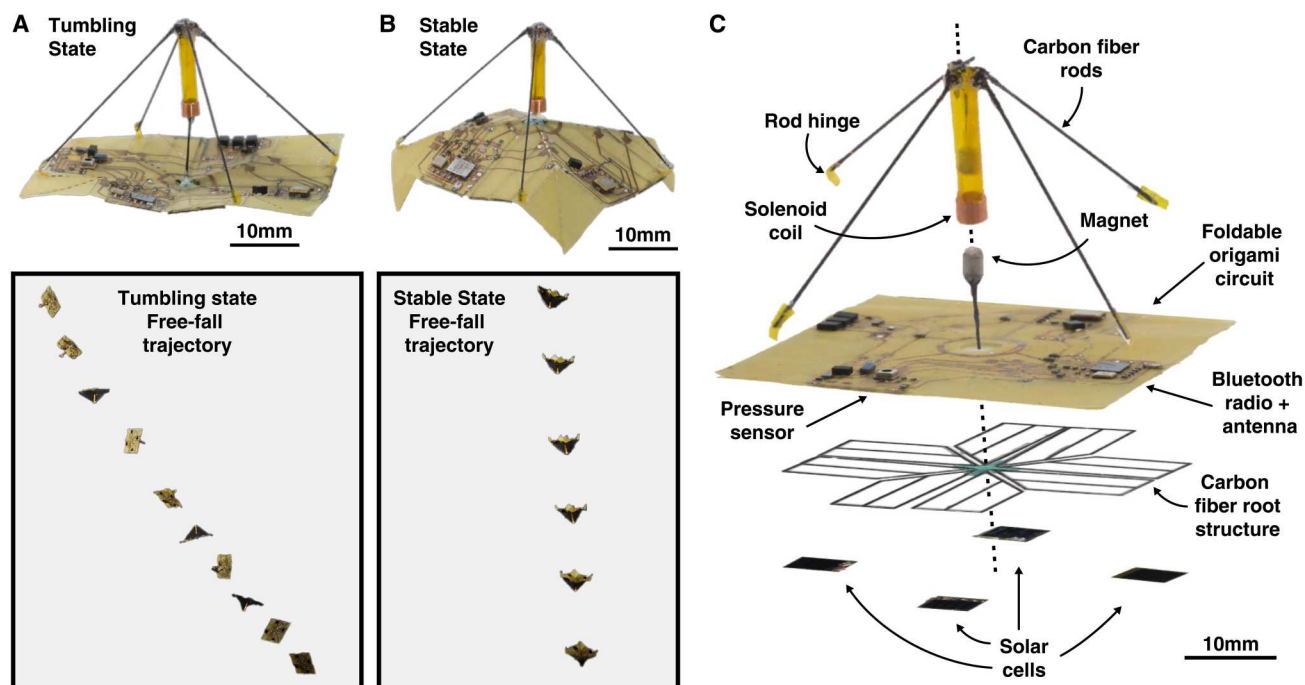 A
Tumbling
State
10mm
B
Stable
State
10mm
Tumbling state
Free-fall
trajectory
Stable State
Free-fall
trajectory
C
Carbon fiber
rods
Rod hinge
Solenoid
coil
Magnet
Foldable
origami
circuit
Pressure
sensor
Bluetooth
radio +
antenna
Carbon
fiber root
structure
Solar
cells
10mm